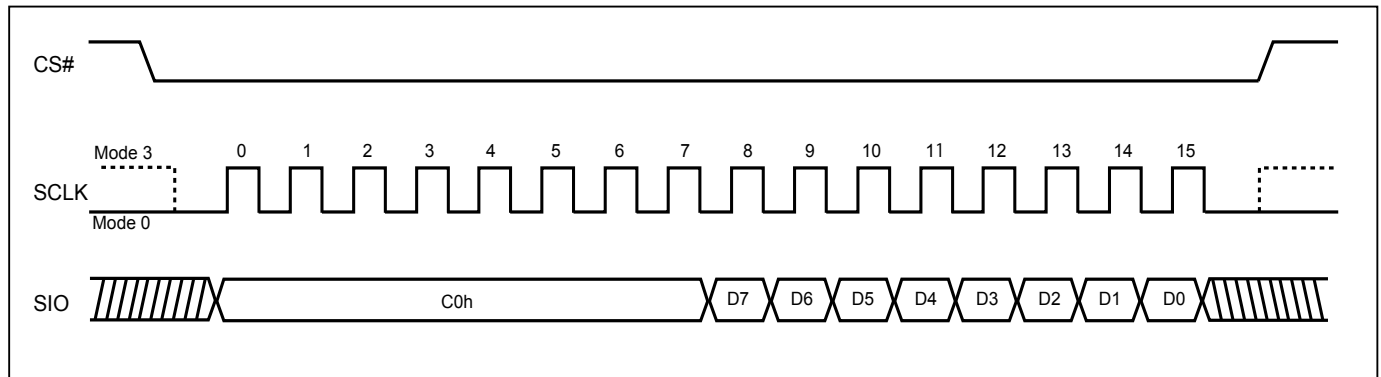 CS#
Mode 3 0 1 2 3 4 5 6 7 8 9 10 11 12 13 14 15
SCLK
Mode 0
SIO C0h D7 D6 D5 D4 D3 D2 D1 D0